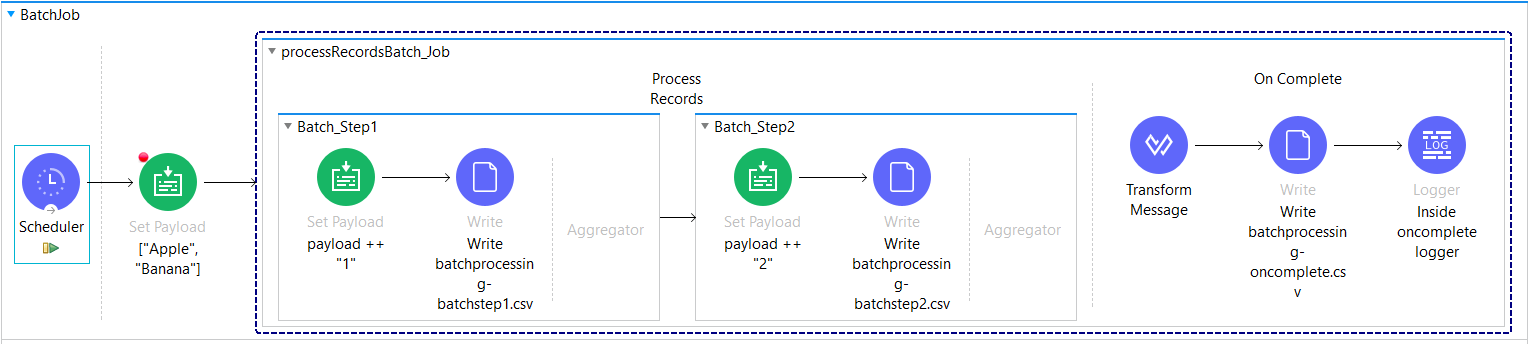 BatchJob
Scheduler
Set Payload
["Apple",
"Banana"]
processRecordsBatch_Job
Process
Records
Batch_Step1
Set Payload
payload ++
"1"
Write
Write
batchprocessin
g-
batchstep1.csv
Aggregator
Batch_Step2
Set Payload
payload ++
"2"
Write
Write
batchprocessin
g-
batchstep2.csv
Aggregator
On Complete
Transform
Message
Write
Write
batchprocessin
g-
oncomplete.cs
v
LOG
Logger
Inside
oncomplete
logger